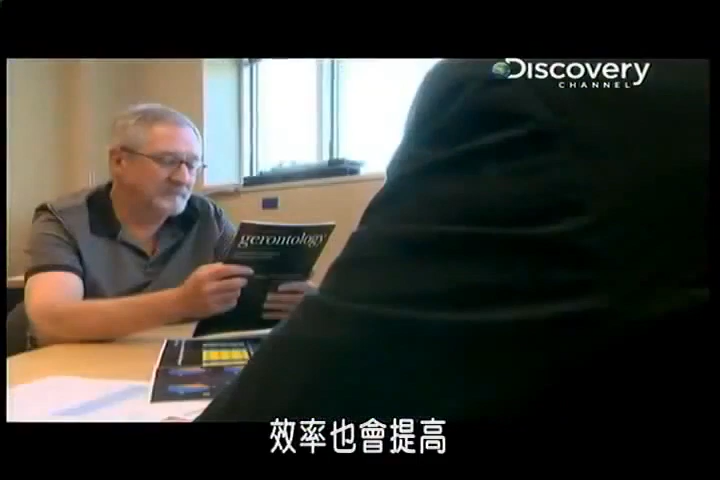 Discovery
CHANNEL
gerontology
效率也會提高